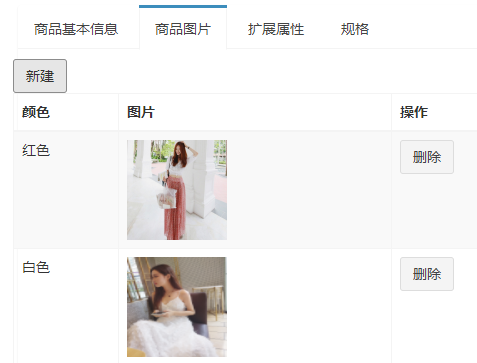 商品基本信息 商品图片 扩展属性 规格
新建
颜色 图片 操作
红色 删除
白色 删除